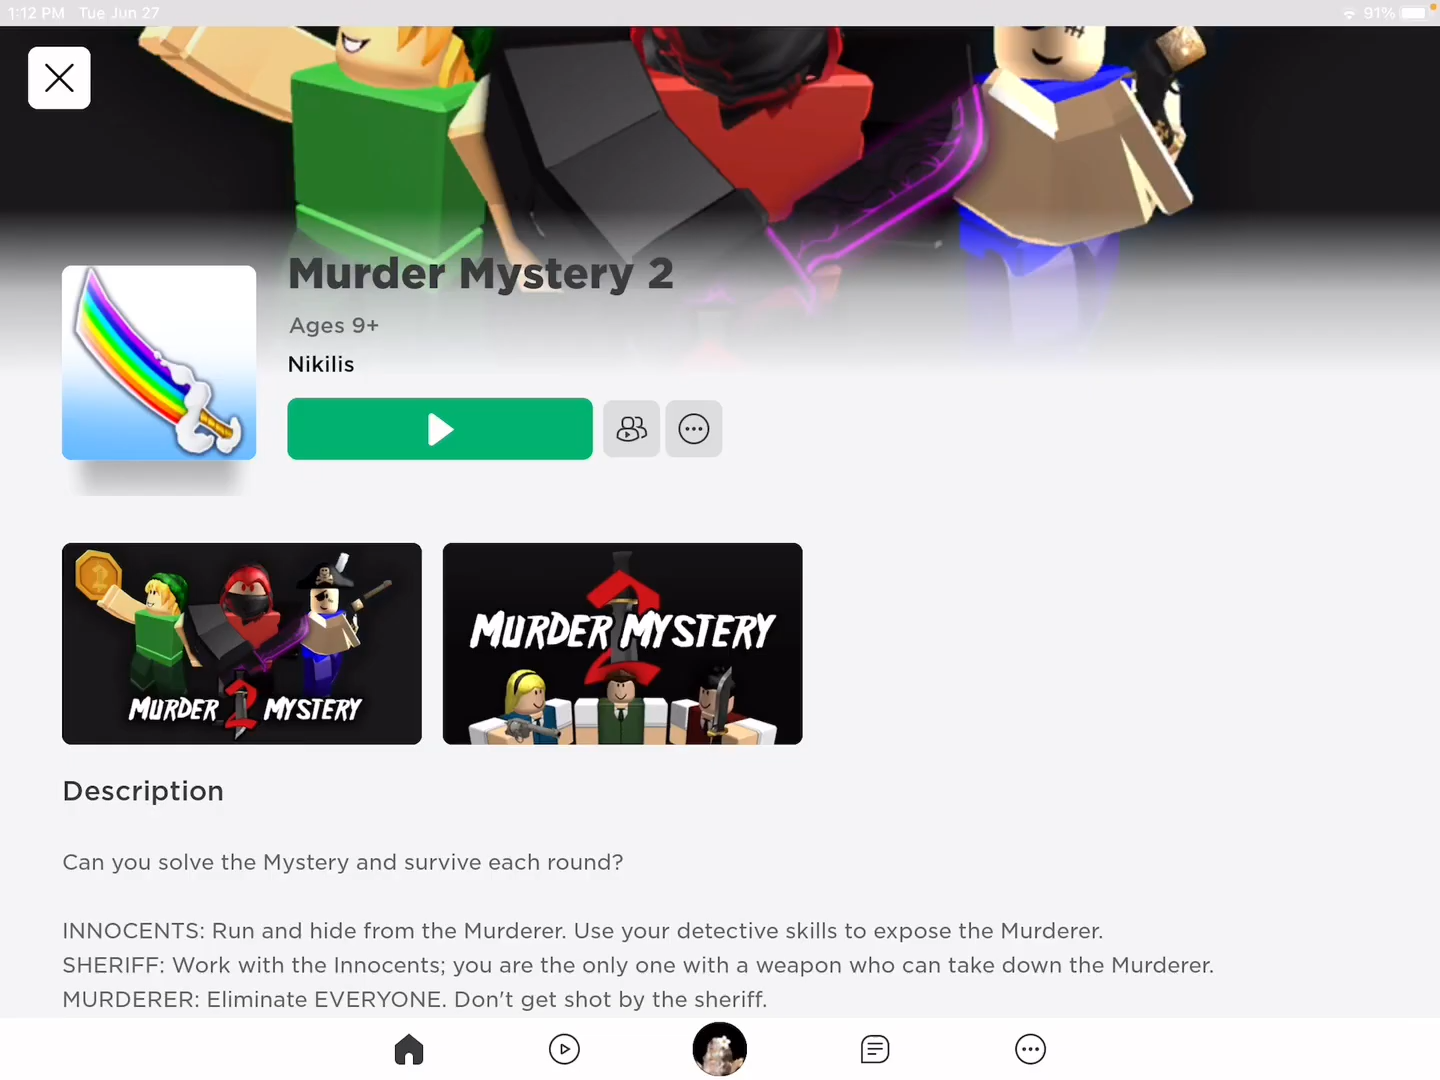 1:12 PM Tue Jun 27
91%
Murder Mystery 2
Ages 9+
Nikilis
MURDER 2 MYSTERY
MURDER MYSTERY
2
Description
Can you solve the Mystery and survive each round?
INNOCENTS: Run and hide from the Murderer. Use your detective skills to expose the Murderer.
SHERIFF: Work with the Innocents; you are the only one with a weapon who can take down the Murderer.
MURDERER: Eliminate EVERYONE. Don't get shot by the sheriff.